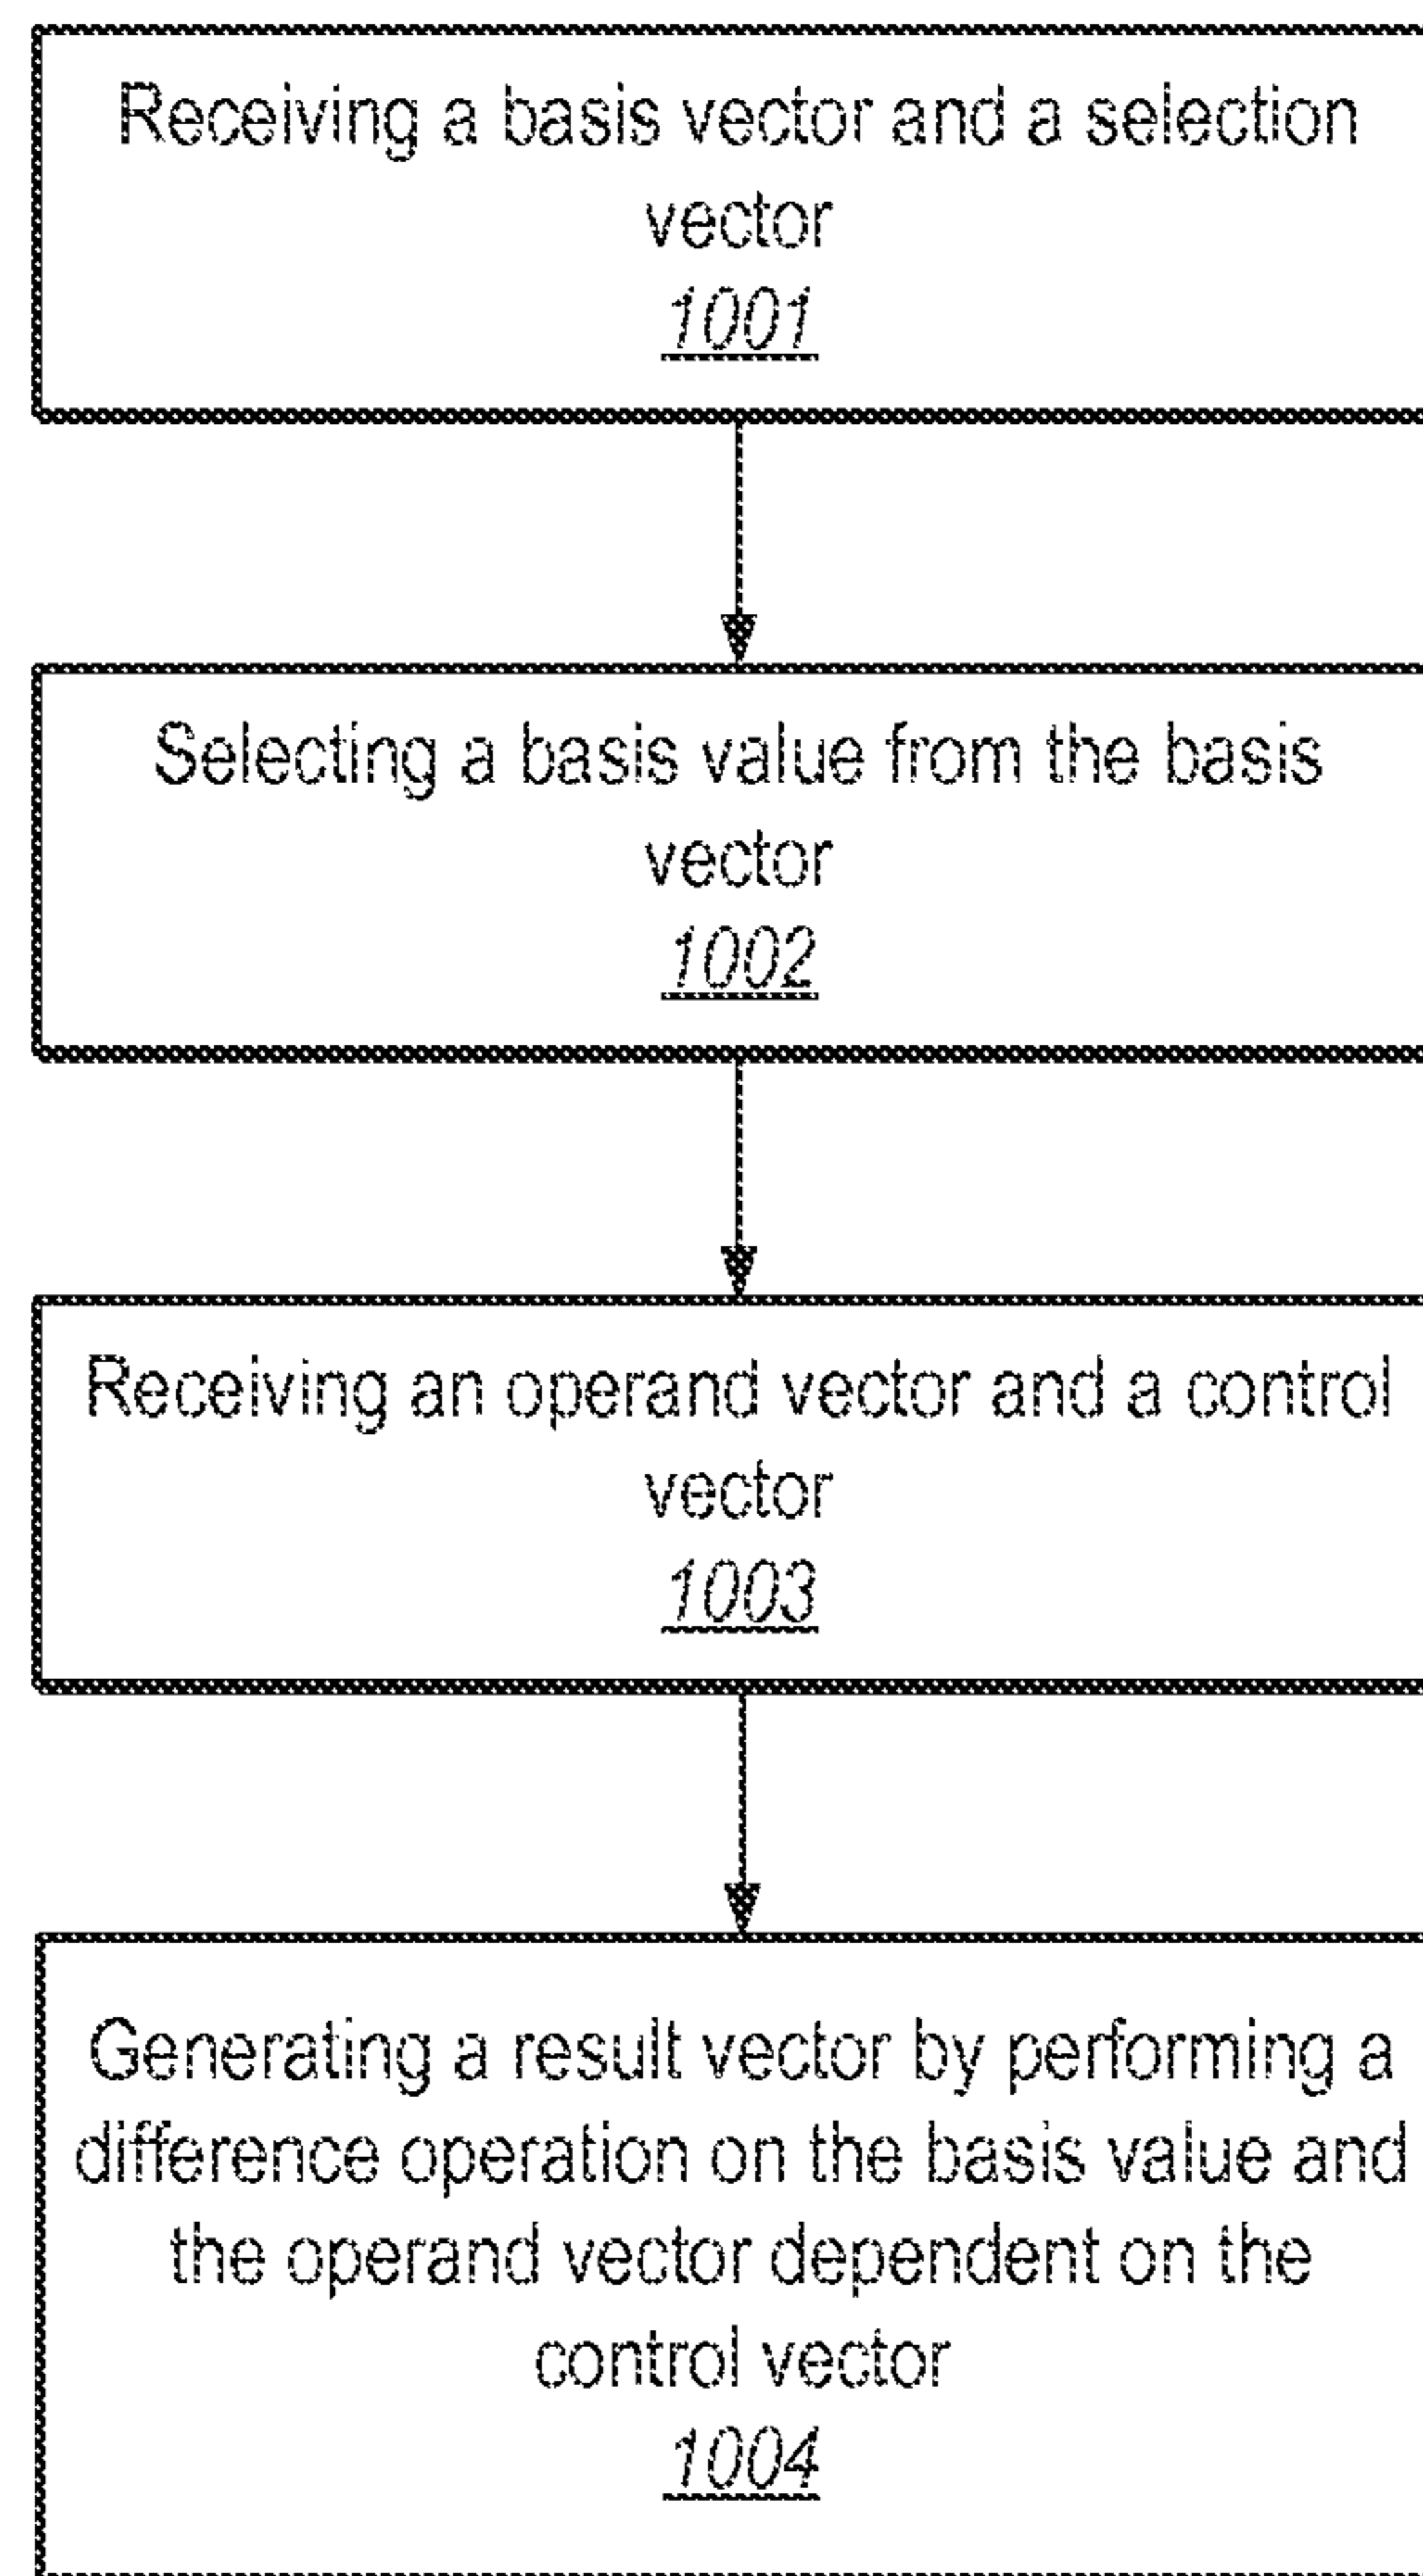 Receiving a basis vector and a selection
vector
1001
Selecting a basis value from the basis
vector
1002
Receiving an operand vector and a control
vector
1003
Generating a result vector by performing a
difference operation on the basis value and
the operand vector dependent on the
control vector
1004